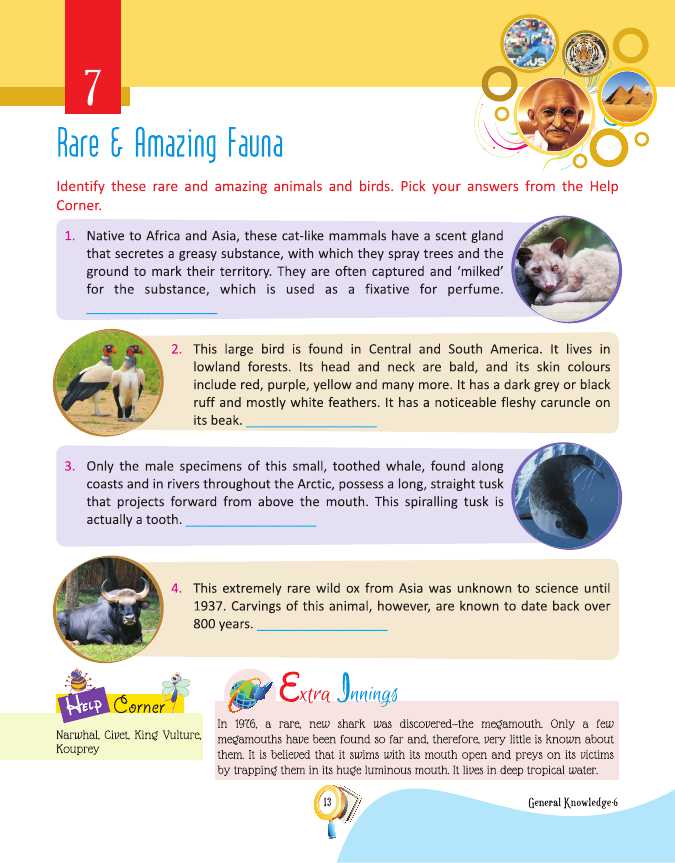 7
Rare & Amazing Fauna
Identify these rare and amazing animals and birds. Pick your answers from the Help
Corner.
1. Native to Africa and Asia, these cat-like mammals have a scent gland
that secretes a greasy substance, with which they spray trees and the
ground to mark their territory. They are often captured and ‘milked’
for the substance, which is used as a fixative for perfume.
2. This large bird is found in Central and South America. It lives in
lowland forests. Its head and neck are bald, and its skin colours
include red, purple, yellow and many more. It has a dark grey or black
ruff and mostly white feathers. It has a noticeable fleshy caruncle on
its beak.
3. Only the male specimens of this small, toothed whale, found along
coasts and in rivers throughout the Arctic, possess a long, straight tusk
that projects forward from above the mouth. This spiralling tusk is
actually a tooth.
4. This extremely rare wild ox from Asia was unknown to science until
1937. Carvings of this animal, however, are known to date back over
800 years.
Help Corner
Narwhal, Civet, King Vulture,
Kouprey
Extra Innings
In 1976, a rare, new shark was discovered–the megamouth. Only a few
megamouths have been found so far and, therefore, very little is known about
them. It is believed that it swims with its mouth open and preys on its victims
by trapping them in its huge luminous mouth. It lives in deep tropical water.
13
General Knowledge-6